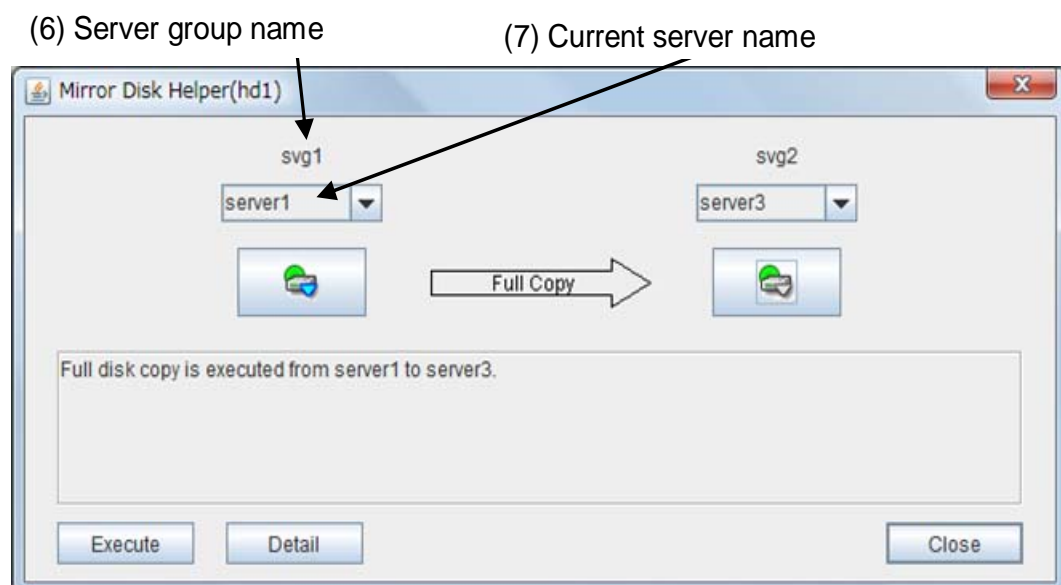 (6) Server group name
(7) Current server name
Mirror Disk Helper(hd1)
svg1
svg2
server1
server3
Full Copy
Full disk copy is executed from server1 to server3.
Execute
Detail
Close